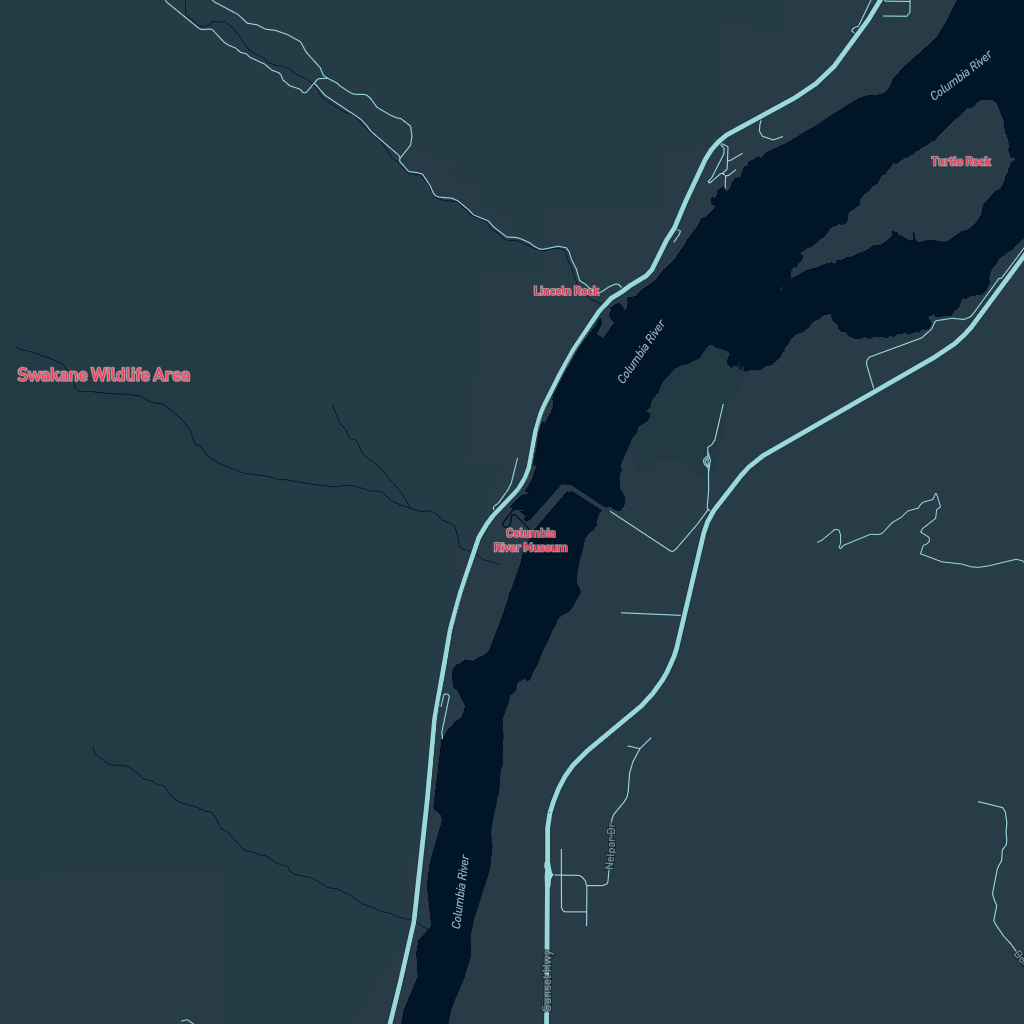 Columbia River
Turtle Rock
Lincoln Rock
Columbia River
Swakane Wildlife Area
Columbia
River Museum
Nelpar Dr
Columbia River
Sunset Hwy